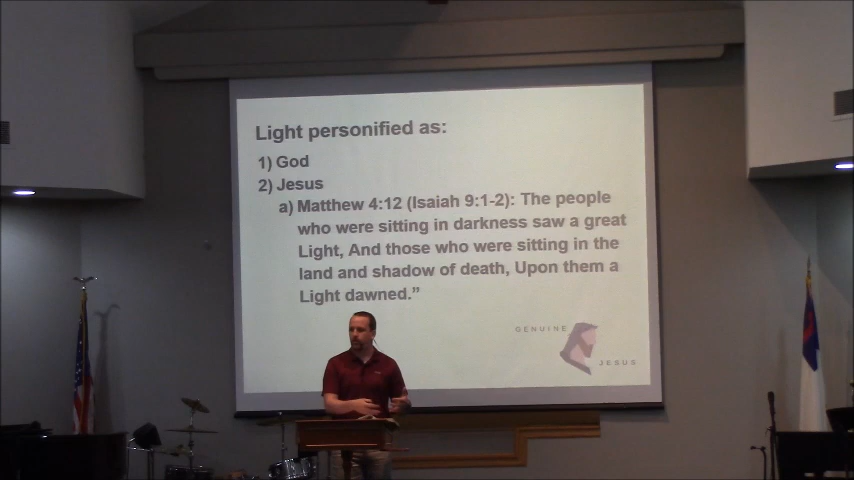 Light personified as:
1) God
2) Jesus
a) Matthew 4:12 (Isaiah 9:1-2): The people
who were sitting in darkness saw a great
Light, And those who were sitting in the
land and shadow of death, Upon them a
Light dawned.”
GENUINE
JESUS